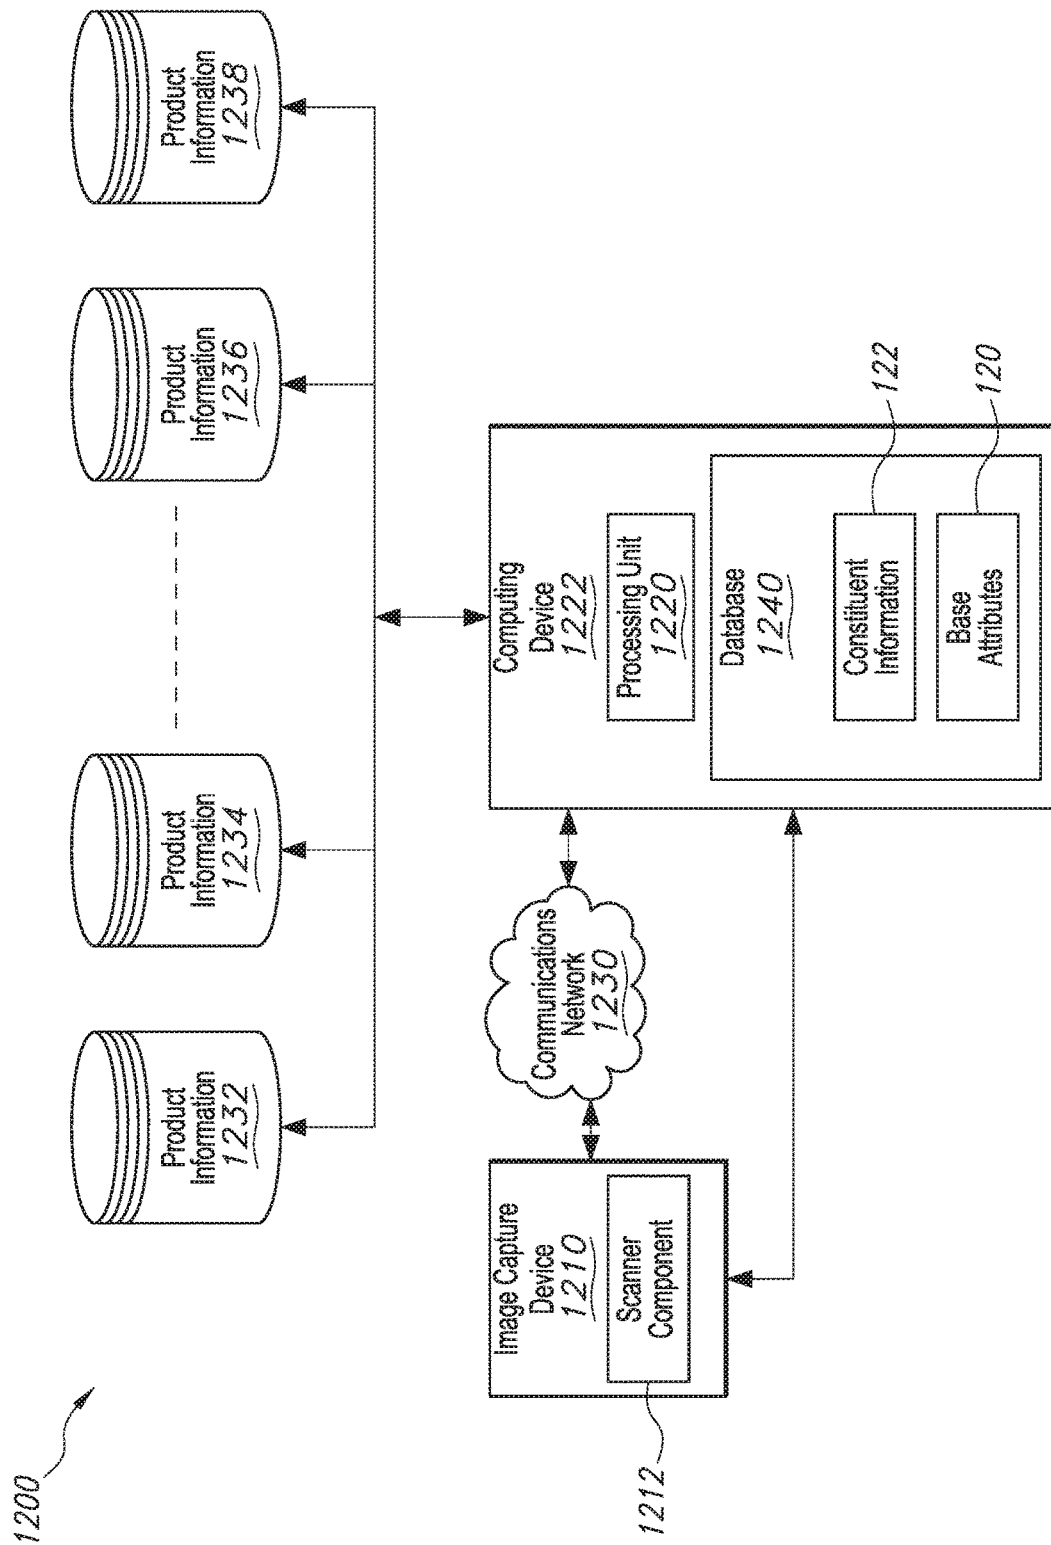 1200
Product
Information
1232
Product
Information
1234
Product
Information
1236
Product
Information
1238
Image Capture
Device
1210
Scanner
Component
1212
Communications
Network
1230
Computing
Device
1222
Processing Unit
1220
Database
1240
Constituent
Information
122
Base
Attributes
120